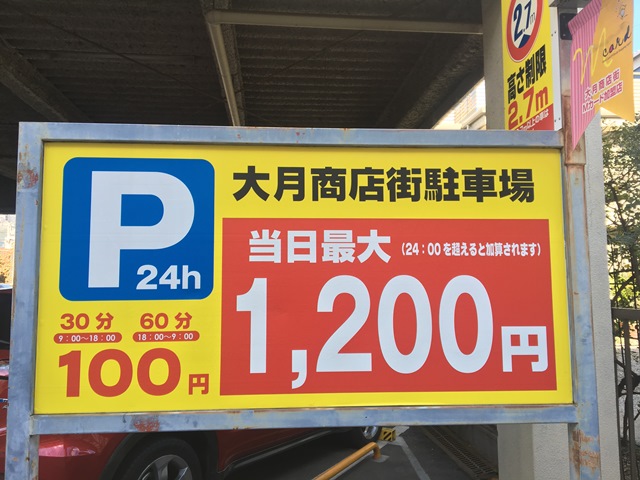 2.7m
高さ制限
2.7m
card
大月商店街
Mカード加盟店
P
24h
大月商店街駐車場
当日最大(24:00を超えると加算されます)
1,200円
30分 60分
9:00～18:00 18:00～9:00
100円